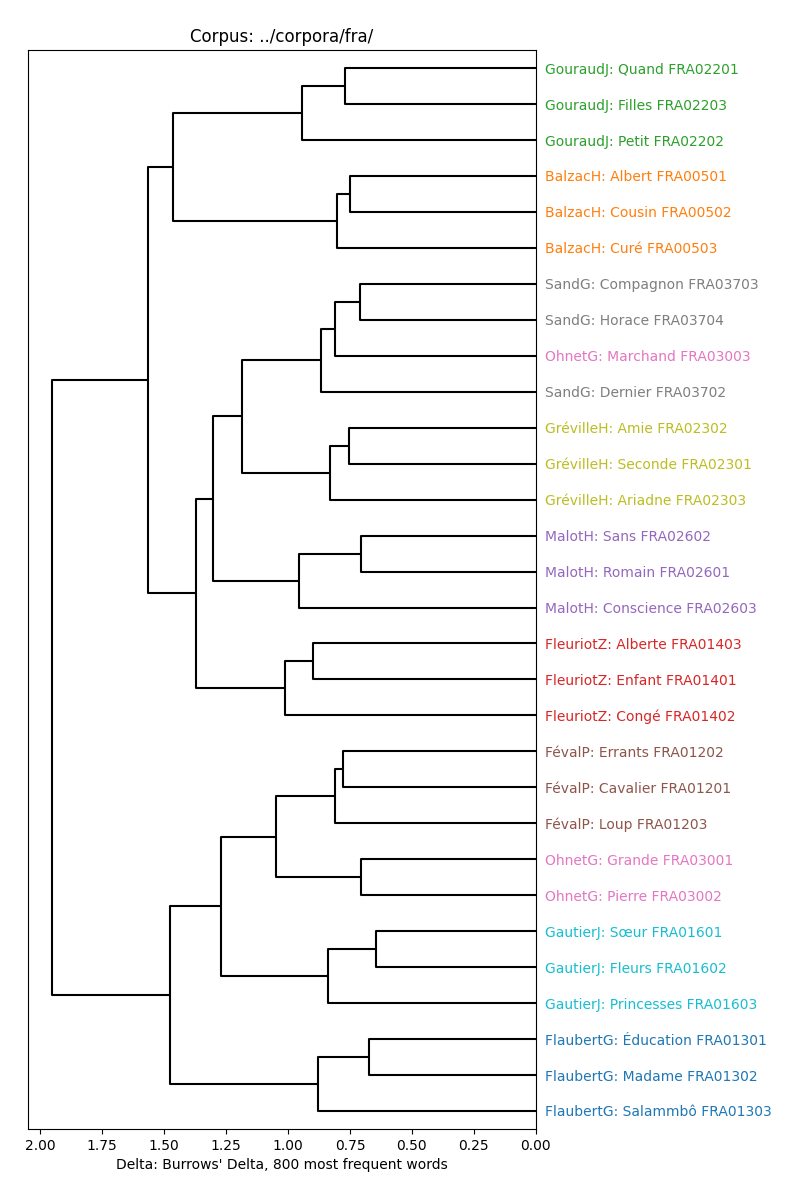 Corpus: ../corpora/fra/
GouraudJ: Quand FRA02201
GouraudJ: Filles FRA02203
GouraudJ: Petit FRA02202
BalzacH: Albert FRA00501
BalzacH: Cousin FRA00502
BalzacH: Curé FRA00503
SandG: Compagnon FRA03703
SandG: Horace FRA03704
OhnetG: Marchand FRA03003
SandG: Dernier FRA03702
GrévilleH: Amie FRA02302
GrévilleH: Seconde FRA02301
GrévilleH: Ariadne FRA02303
MalotH: Sans FRA02602
MalotH: Romain FRA02601
MalotH: Conscience FRA02603
FleuriotZ: Alberte FRA01403
FleuriotZ: Enfant FRA01401
FleuriotZ: Congé FRA01402
FévalP: Errants FRA01202
FévalP: Cavalier FRA01201
FévalP: Loup FRA01203
OhnetG: Grande FRA03001
OhnetG: Pierre FRA03002
GautierJ: Sœur FRA01601
GautierJ: Fleurs FRA01602
GautierJ: Princesses FRA01603
FlaubertG: Éducation FRA01301
FlaubertG: Madame FRA01302
FlaubertG: Salammbô FRA01303
2.00 1.75 1.50 1.25 1.00 0.75 0.50 0.25 0.00
Delta: Burrows' Delta, 800 most frequent words